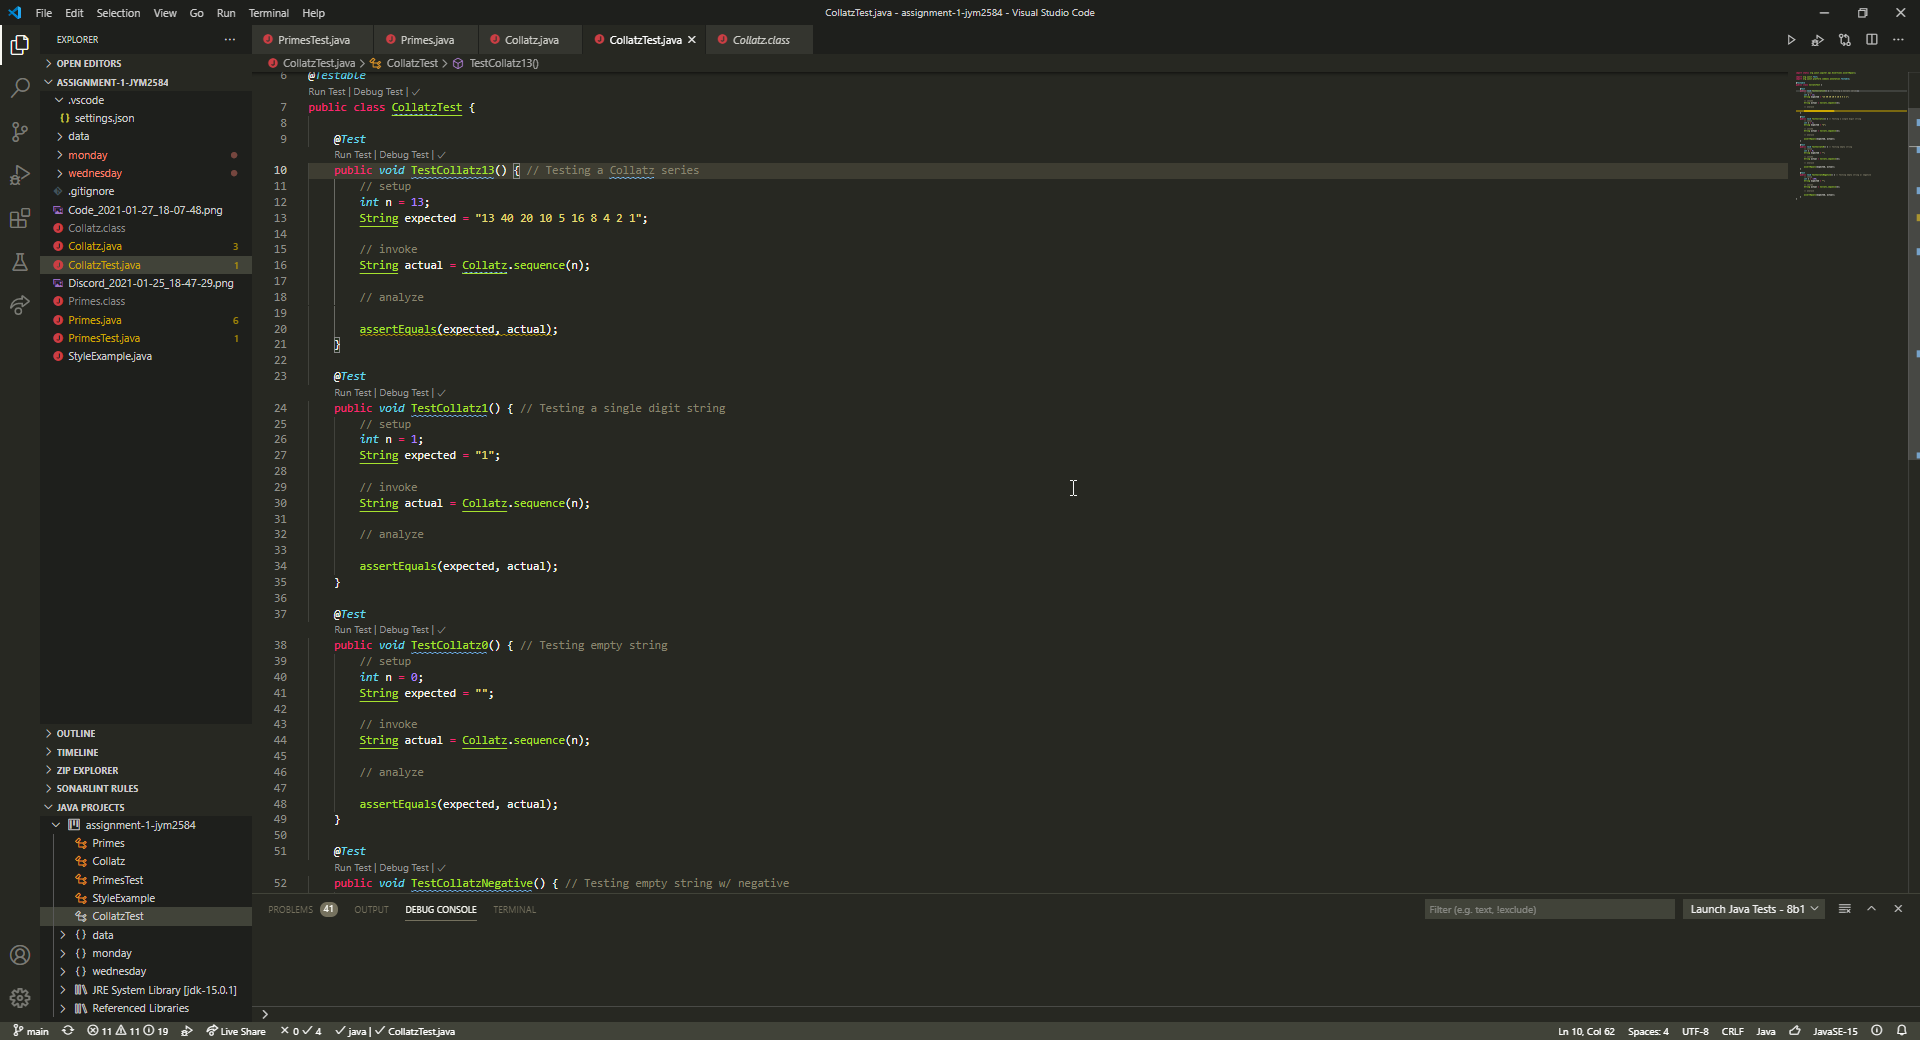 File Edit Selection View Go Run Terminal Help
CollatzTest.java - assignment-1-jym2584 - Visual Studio Code
EXPLORER
OPEN EDITORS
ASSIGNMENT-1-JYM2584
.vscode
{} settings.json
data
monday
wednesday
.gitignore
Code_2021-01-27_18-07-48.png
Collatz.class
Collatz.java 3
CollatzTest.java 1
Discord_2021-01-25_18-47-29.png
Primes.class
Primes.java 6
PrimesTest.java 1
StyleExample.java
OUTLINE
TIMELINE
ZIP EXPLORER
SONARLINT RULES
JAVA PROJECTS
assignment-1-jym2584
Primes
Collatz
PrimesTest
StyleExample
CollatzTest
{} data
{} monday
{} wednesday
JRE System Library [jdk-15.0.1]
Referenced Libraries
PrimesTest.java Primes.java Collatz.java CollatzTest.java Collatz.class
CollatzTest.java > CollatzTest > TestCollatz13()
6 @Testable
Run Test | Debug Test | ✓
7 public class CollatzTest {
8
9 @Test
Run Test | Debug Test | ✓
10 public void TestCollatz13() { // Testing a Collatz series
11 // setup
12 int n = 13;
13 String expected = "13 40 20 10 5 16 8 4 2 1";
14
15 // invoke
16 String actual = Collatz.sequence(n);
17
18 // analyze
19
20 assertEquals(expected, actual);
21 }
22
23 @Test
Run Test | Debug Test | ✓
24 public void TestCollatz1() { // Testing a single digit string
25 // setup
26 int n = 1;
27 String expected = "1";
28
29 // invoke
30 String actual = Collatz.sequence(n);
31
32 // analyze
33
34 assertEquals(expected, actual);
35 }
36
37 @Test
Run Test | Debug Test | ✓
38 public void TestCollatz0() { // Testing empty string
39 // setup
40 int n = 0;
41 String expected = "";
42
43 // invoke
44 String actual = Collatz.sequence(n);
45
46 // analyze
47
48 assertEquals(expected, actual);
49 }
50
51 @Test
Run Test | Debug Test | ✓
52 public void TestCollatzNegative() { // Testing empty string w/ negative
PROBLEMS 41 OUTPUT DEBUG CONSOLE TERMINAL
Filter (e.g. text, !exclude)
Launch Java Tests - 8b1
main 11 11 19 Live Share × 0 ✓ 4 ✓ java | ✓ CollatzTest.java
Ln 10, Col 62 Spaces: 4 UTF-8 CRLF Java JavaSE-15